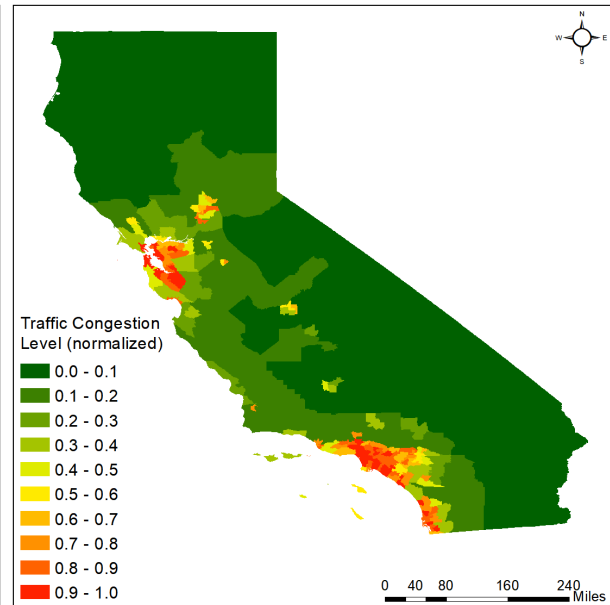 N
W E
S
Traffic Congestion
Level (normalized)
0.0 - 0.1
0.1 - 0.2
0.2 - 0.3
0.3 - 0.4
0.4 - 0.5
0.5 - 0.6
0.6 - 0.7
0.7 - 0.8
0.8 - 0.9
0.9 - 1.0
0 40 80 160 240
Miles